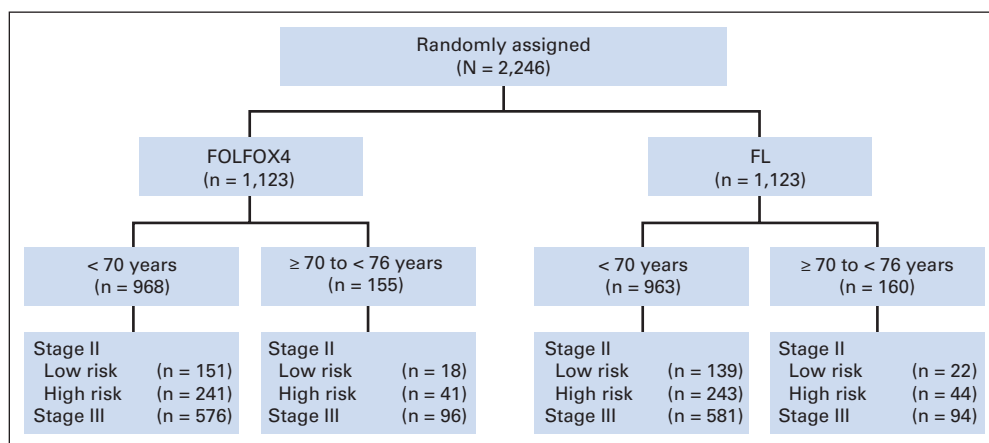 Randomly assigned
(N = 2,246)
FOLFOX4
(n = 1,123)
FL
(n = 1,123)
< 70 years
(n = 968)
≥ 70 to < 76 years
(n = 155)
< 70 years
(n = 963)
≥ 70 to < 76 years
(n = 160)
Stage II
Low risk (n = 151)
High risk (n = 241)
Stage III (n = 576)
Stage II
Low risk (n = 18)
High risk (n = 41)
Stage III (n = 96)
Stage II
Low risk (n = 139)
High risk (n = 243)
Stage III (n = 581)
Stage II
Low risk (n = 22)
High risk (n = 44)
Stage III (n = 94)